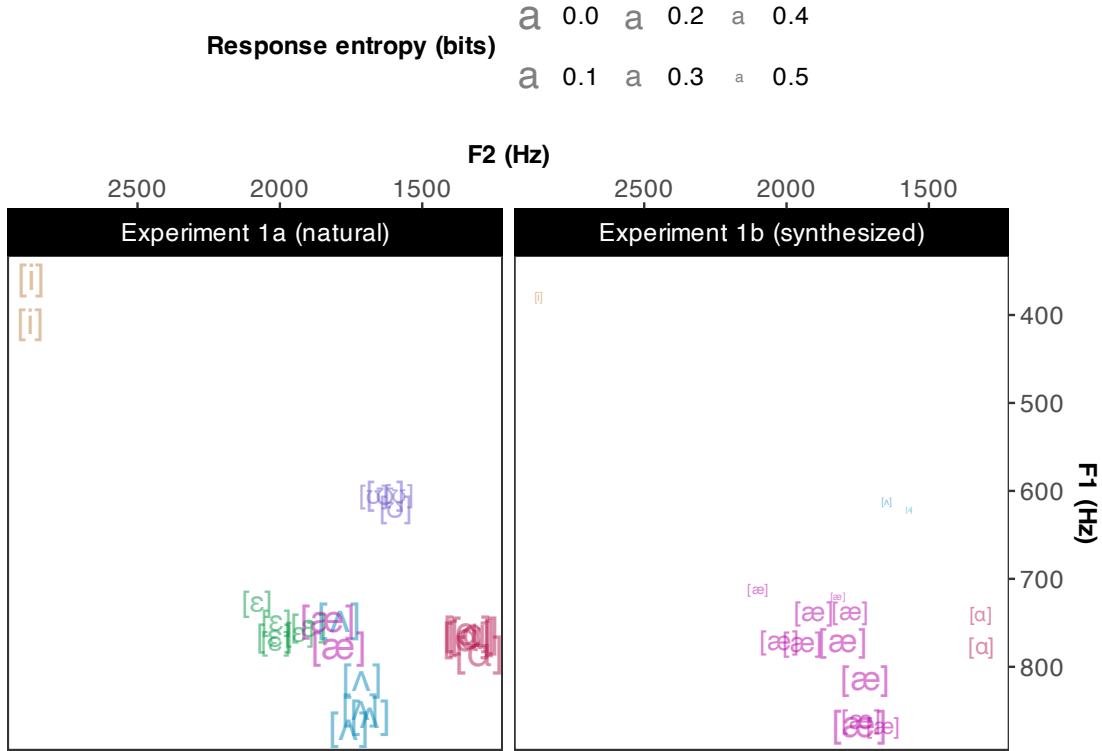 a 0.0 a 0.2 a 0.4
Response entropy (bits)
a 0.1 a 0.3 a 0.5
F2 (Hz)
2500 2000 1500 2500 2000 1500
Experiment 1a (natural) Experiment 1b (synthesized)
[i] [i]
[i]
400
500
[ʊ] [ʊ] [ʊ] [ʌ] 600
[ʊ] [ʌ]
F1 (Hz)
[æ] [æ] 700
[ɛ] [æ] [æ] [ɑ]
[ɛ] [ɛ] [æ] [ʌ] [ɑ]
[ɛ] [ɛ] [æ] [ɑ] [æ] [æ] [æ] [ɑ]
[ʌ] [æ] 800
[ʌ] [æ] [æ] [æ]
[ʌ]